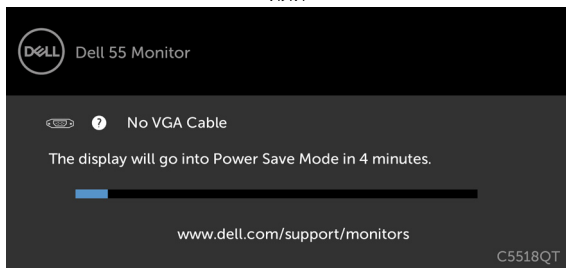 DELL
Dell 55 Monitor
? No VGA Cable
The display will go into Power Save Mode in 4 minutes.
www.dell.com/support/monitors
C5518QT